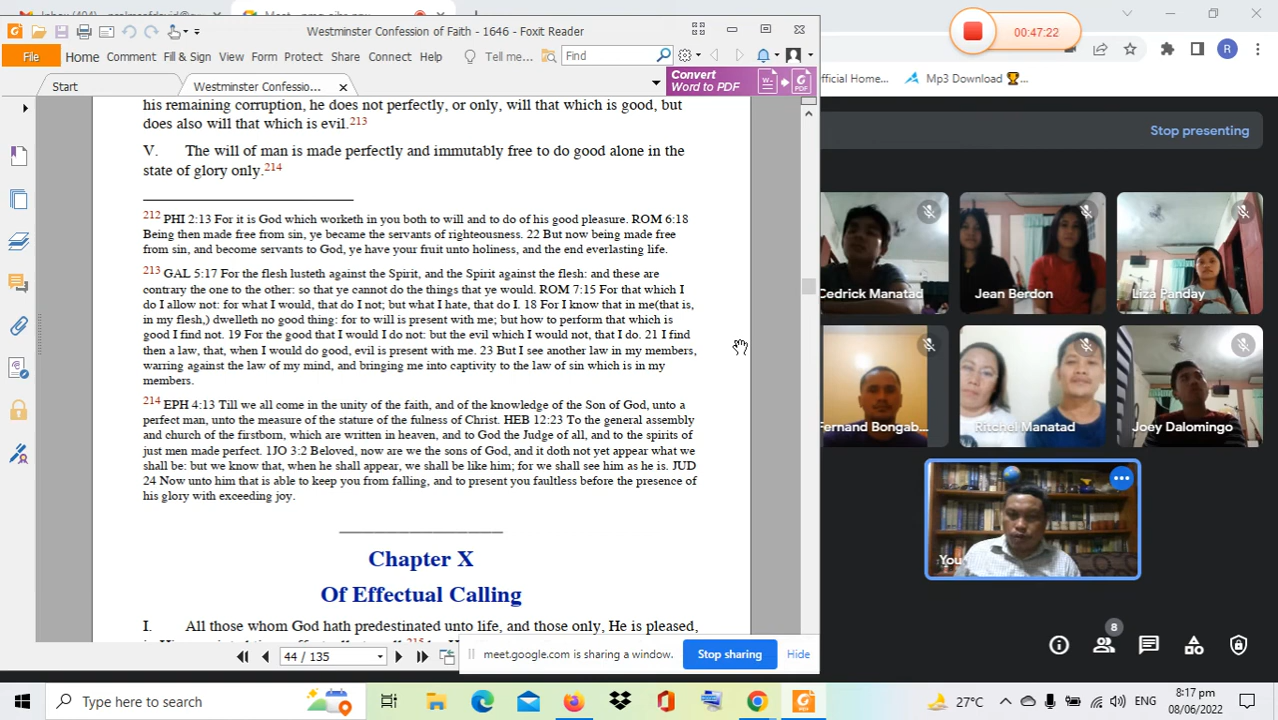 Inbox (404) - psalmsofdavid@
Meet
Westminster Confession of Faith - 1646 - Foxit Reader
00:47:22
File Home Comment Fill & Sign View Form Protect Share Connect Help Tell me... Find
R
Start
Westminster Confessio...
Convert
Word to PDF
fficial Home...
Mp3 Download
Stop presenting
his remaining corruption, he does not perfectly, or only, will that which is good, but
does also will that which is evil.213
V. The will of man is made perfectly and immutably free to do good alone in the
state of glory only.214
212 PHI 2:13 For it is God which worketh in you both to will and to do of his good pleasure. ROM 6:18
Being then made free from sin, ye became the servants of righteousness. 22 But now being made free
from sin, and become servants to God, ye have your fruit unto holiness, and the end everlasting life.
213 GAL 5:17 For the flesh lusteth against the Spirit, and the Spirit against the flesh: and these are
contrary the one to the other: so that ye cannot do the things that ye would. ROM 7:15 For that which I
do I allow not: for what I would, that do I not; but what I hate, that do I. 18 For I know that in me(that is,
in my flesh,) dwelleth no good thing: for to will is present with me; but how to perform that which is
good I find not. 19 For the good that I would I do not: but the evil which I would not, that I do. 21 I find
then a law, that, when I would do good, evil is present with me. 23 But I see another law in my members,
warring against the law of my mind, and bringing me into captivity to the law of sin which is in my
members.
214 EPH 4:13 Till we all come in the unity of the faith, and of the knowledge of the Son of God, unto a
perfect man, unto the measure of the stature of the fulness of Christ. HEB 12:23 To the general assembly
and church of the firstborn, which are written in heaven, and to God the Judge of all, and to the spirits of
just men made perfect. 1JO 3:2 Beloved, now are we the sons of God, and it doth not yet appear what we
shall be: but we know that, when he shall appear, we shall be like him; for we shall see him as he is. JUD
24 Now unto him that is able to keep you from falling, and to present you faultless before the presence of
his glory with exceeding joy.
Chapter X
Of Effectual Calling
I. All those whom God hath predestinated unto life, and those only, He is pleased,
215
Cedrick Manatad
Jean Berdon
Liza Panday
Fernand Bongab...
Ritchel Manatad
Joey Dalomingo
You
8
44 / 135
meet.google.com is sharing a window.
Stop sharing
Hide
Type here to search
27°C
ENG
8:17 pm
08/06/2022